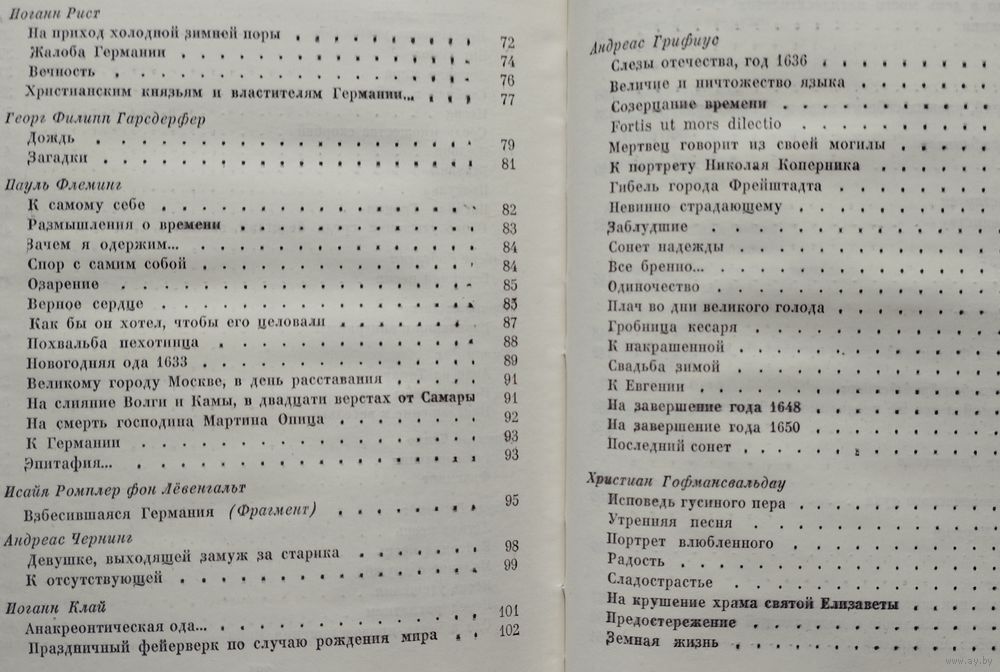 Иоганн Рист
На приход холодной зимней поры 72
Жалоба Германии 74
Вечность 76
Христианским князьям и властителям Германии... 77
Георг Филипп Гарсдерфер
Дождь 79
Загадки 81
Пауль Флеминг
К самому себе 82
Размышления о времени 83
Зачем я одержим... 84
Спор с самим собой 84
Озарение 85
Верное сердце 85
Как бы он хотел, чтобы его целовали 87
Похвальба пехотинца 88
Новогодняя ода 1633 89
Великому городу Москве, в день расставания 91
На слияние Волги и Камы, в двадцати верстах от Самары 91
На смерть господина Мартина Опица 92
К Германии 93
Эпитафия... 93
Исайя Ромплер фон Лёвенгальт
Взбесившаяся Германия (Фрагмент) 95
Андреас Чернинг
Девушке, выходящей замуж за старика 98
К отсутствующей 99
Иоганн Клай
Анакреонтическая ода... 101
Праздничный фейерверк по случаю рождения мира 102
Андреас Грифиус
Слезы отечества, год 1636
Величие и ничтожество языка
Созерцание времени
Fortis ut mors dilectio
Мертвец говорит из своей могилы
К портрету Николая Коперника
Гибель города Фрейштадта
Невинно страдающему
Заблудшие
Сонет надежды
Все бренно...
Одиночество
Плач во дни великого голода
Гробница кесаря
К накрашенной
Свадьба зимой
К Евгении
На завершение года 1648
На завершение года 1650
Последний сонет
Христиан Гофмансвальдау
Исповедь гусиного пера
Утренняя песня
Портрет влюбленного
Радость
Сладострастье
На крушение храма святой Елизаветы
Предостережение
Земная жизнь
www.ay.by